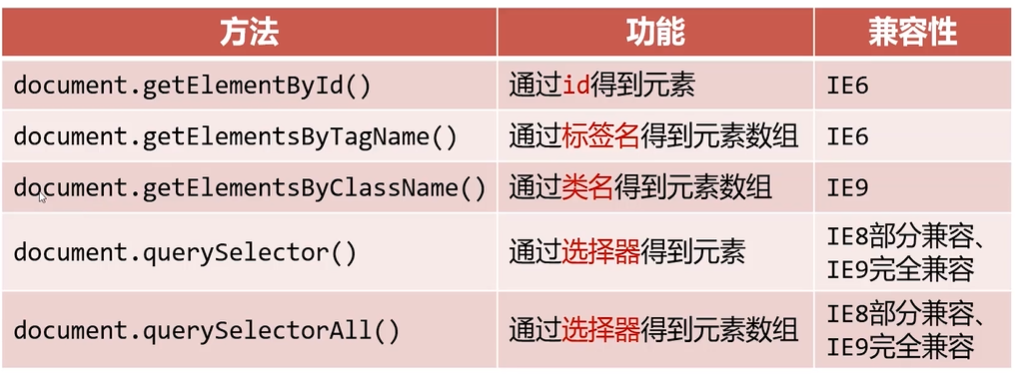 方法 功能 兼容性
document.getElementById() 通过id得到元素 IE6
document.getElementsByTagName() 通过标签名得到元素数组 IE6
document.getElementsByClassName() 通过类名得到元素数组 IE9
document.querySelector() 通过选择器得到元素 IE8部分兼容、
IE9完全兼容
document.querySelectorAll() 通过选择器得到元素数组 IE8部分兼容、
IE9完全兼容